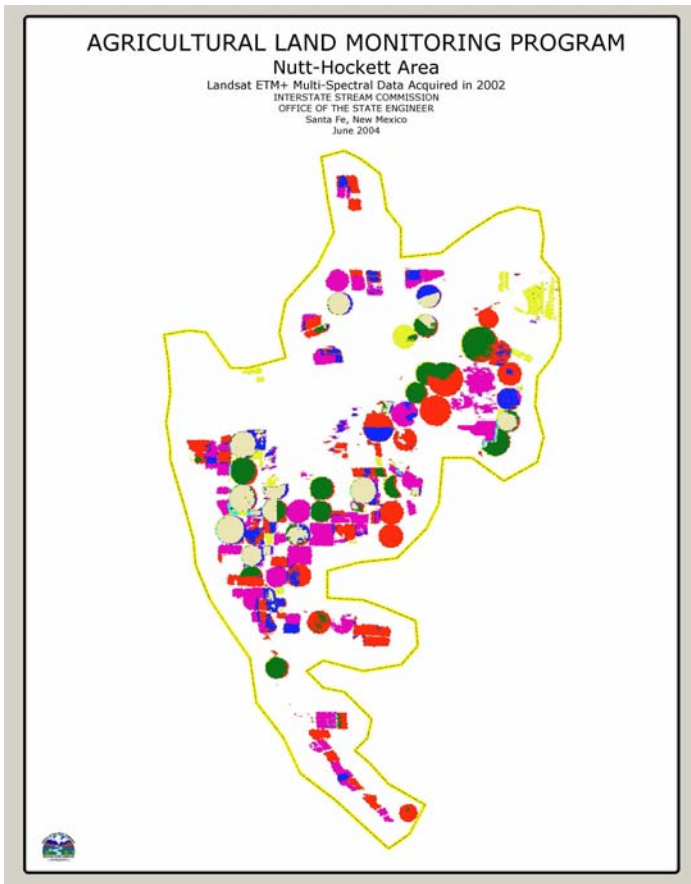 AGRICULTURAL LAND MONITORING PROGRAM
Nutt-Hockett Area
Landsat ETM+ Multi-Spectral Data Acquired in 2002
INTERSTATE STREAM COMMISSION
OFFICE OF THE STATE ENGINEER
Santa Fe, New Mexico
June 2004